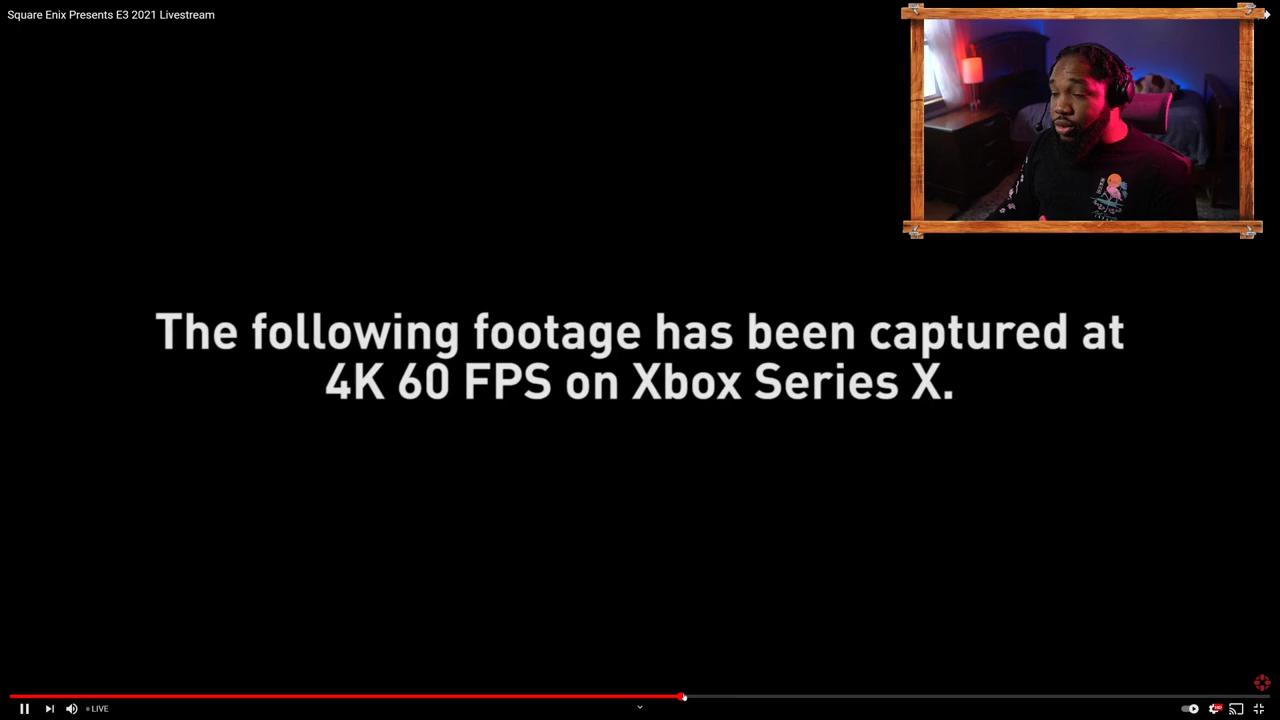 Square Enix Presents E3 2021 Livestream
The following footage has been captured at
4K 60 FPS on Xbox Series X.
LIVE
HD